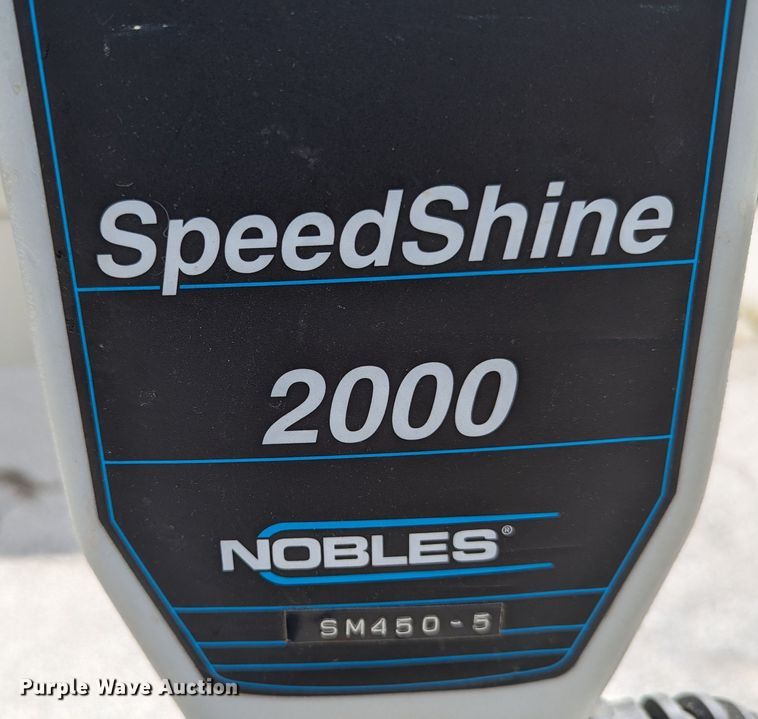 SpeedShine
2000
NOBLES®
SM450-5
Purple Wave Auction